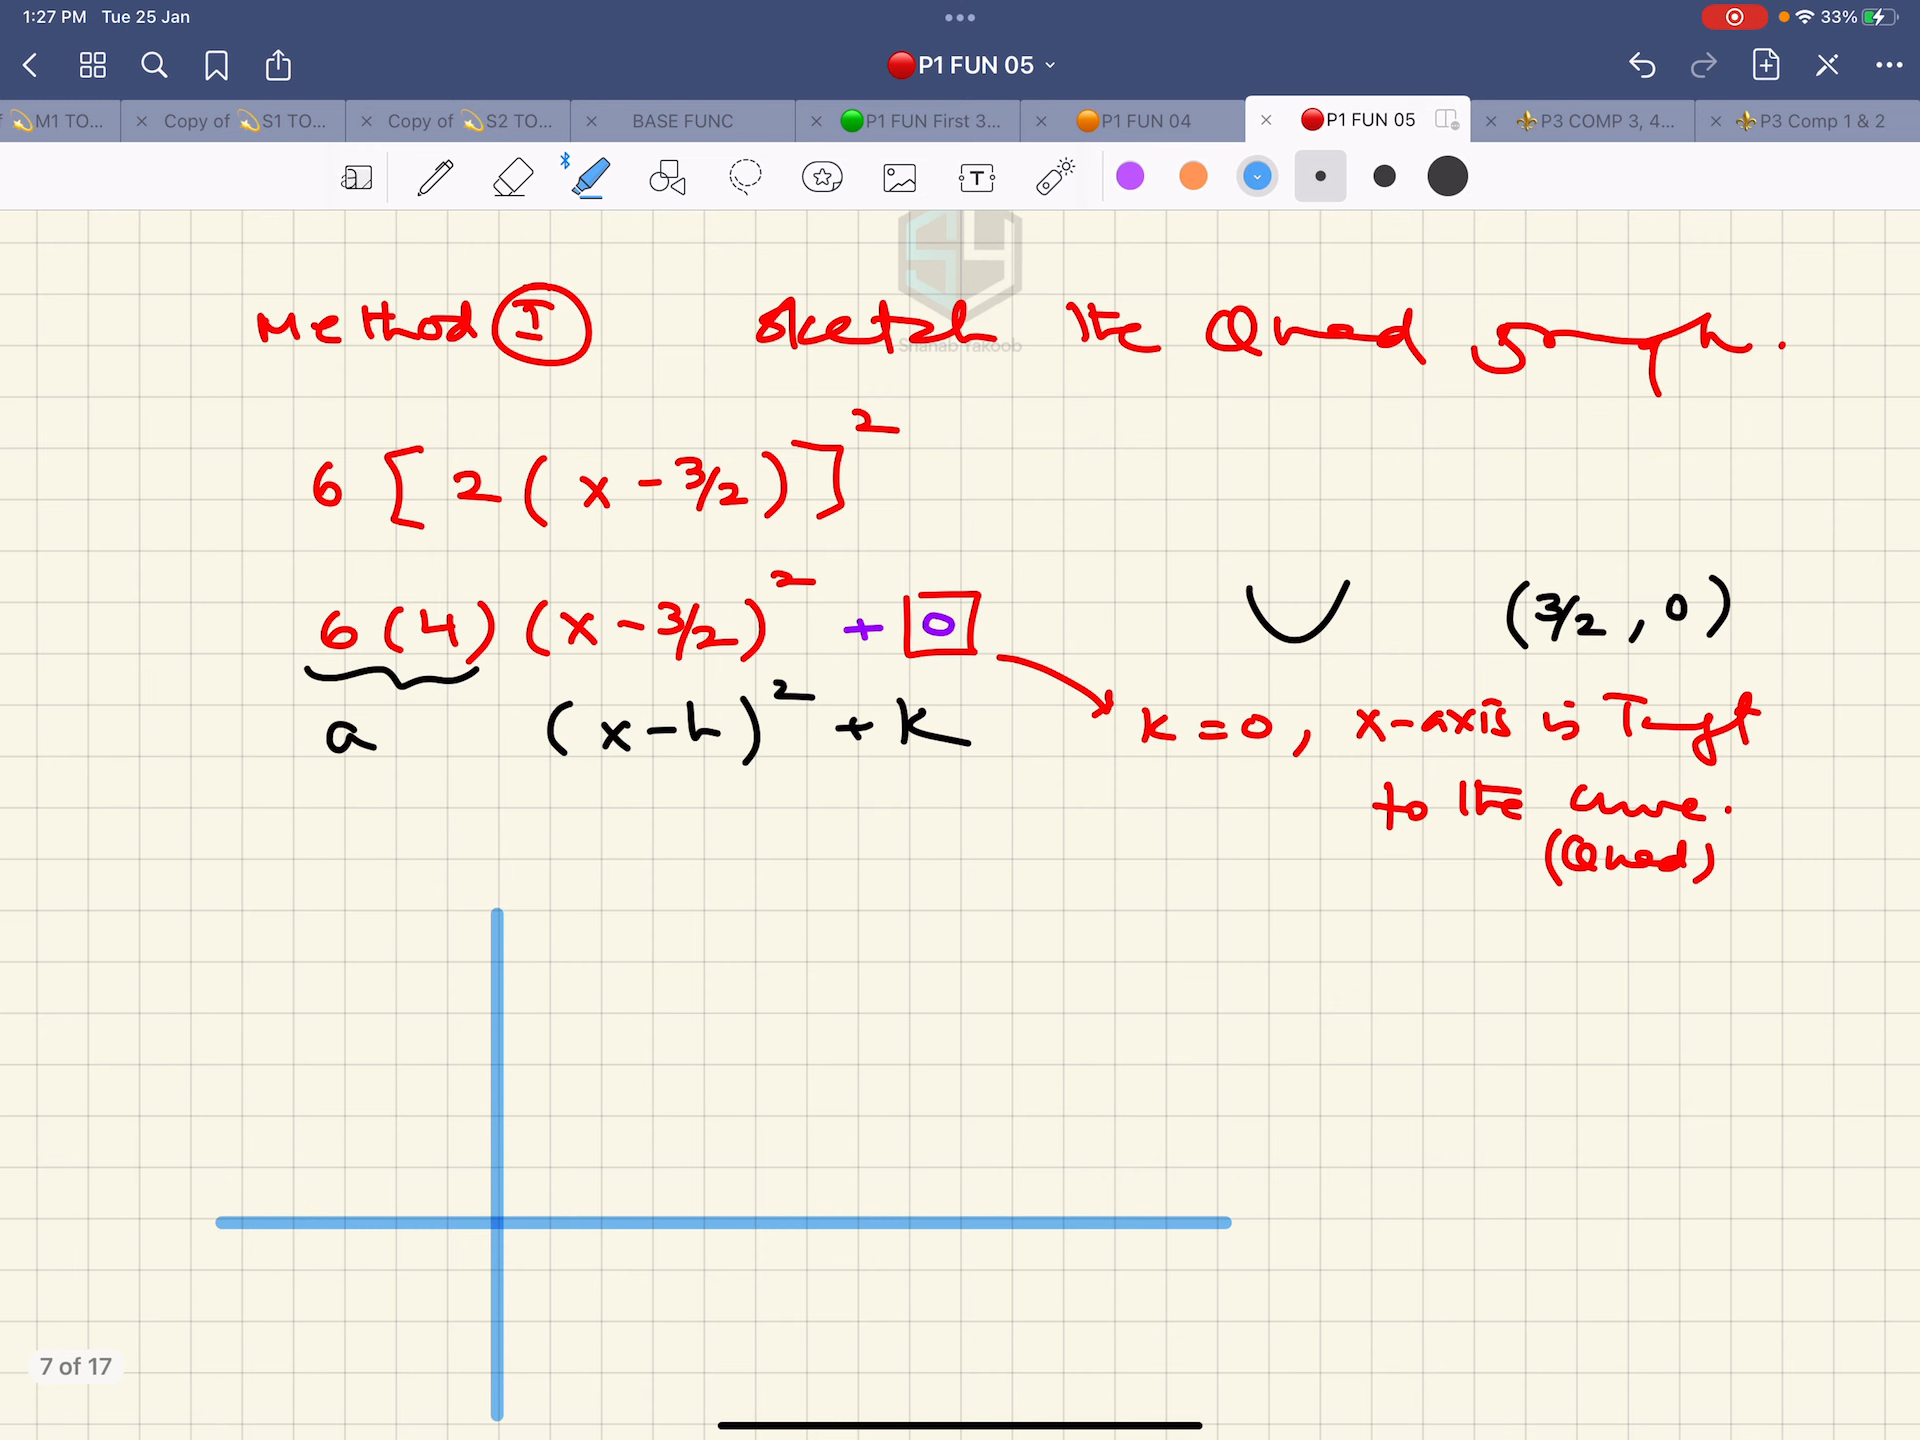 1:27 PM Tue 25 Jan
33%
P1 FUN 05
M1 TO... Copy of S1 TO... Copy of S2 TO... BASE FUNC P1 FUN First 3... P1 FUN 04 P1 FUN 05 P3 COMP 3, 4... P3 Comp 1 & 2
Method I sketch the Quad graph.
Shahab Yakoob
6 [ 2 ( x - 3/2 ) ]²
6 ( 4 ) ( x - 3/2 )² + 0
( 3/2 , 0 )
a ( x - h )² + k
k = 0 , x-axis is Tangt
to the curve.
(Quad)
7 of 17